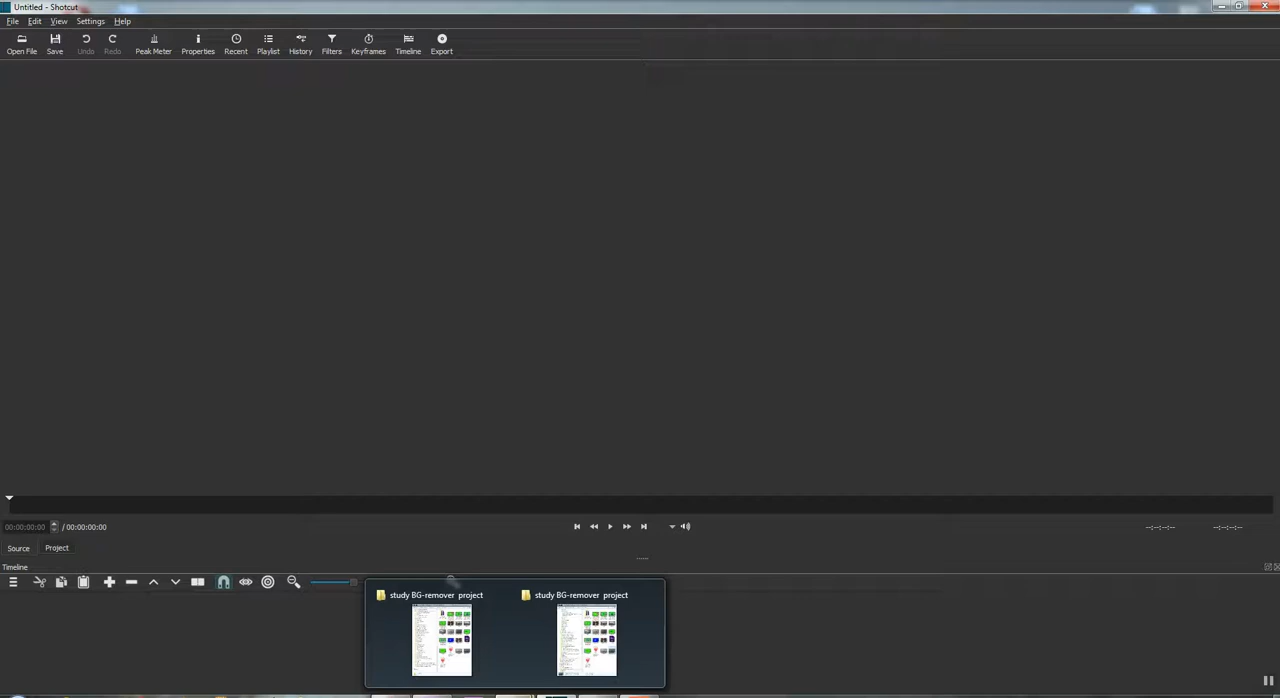 Untitled - Shotcut
File Edit View Settings Help
Open File Save Undo Redo Peak Meter Properties Recent Playlist History Filters Keyframes Timeline Export
00:00:00:00 / 00:00:00:00 --:--:--:-- --:--:--:--
Source Project
Timeline
study BG-remover project study BG-remover project